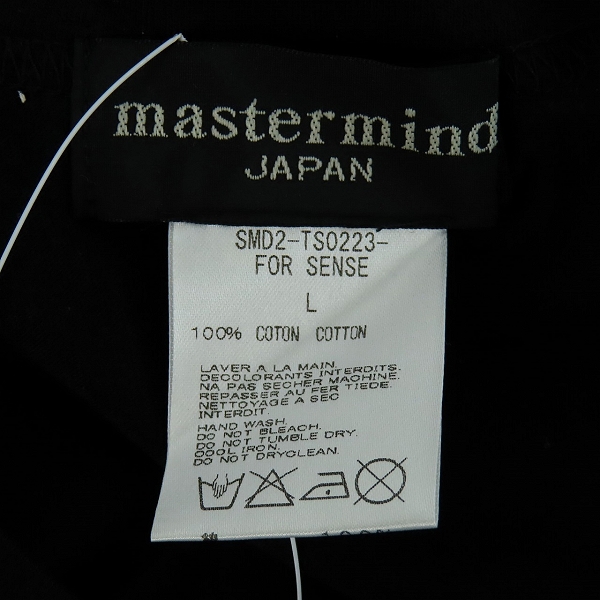 mastermind
JAPAN
SMD2-TS0223-
FOR SENSE
L
100% COTON COTTON
LAVER A LA MAIN
DECOLORANTS INTERDITS.
NA PAS SECHER MACHINE.
REPASSER AU FER TIEDE.
NETTOYAGE A SEC
INTERDIT.
HAND WASH.
DO NOT BLEACH.
DO NOT TUMBLE DRY.
COOL IRON.
DO NOT DRYCLEAN.